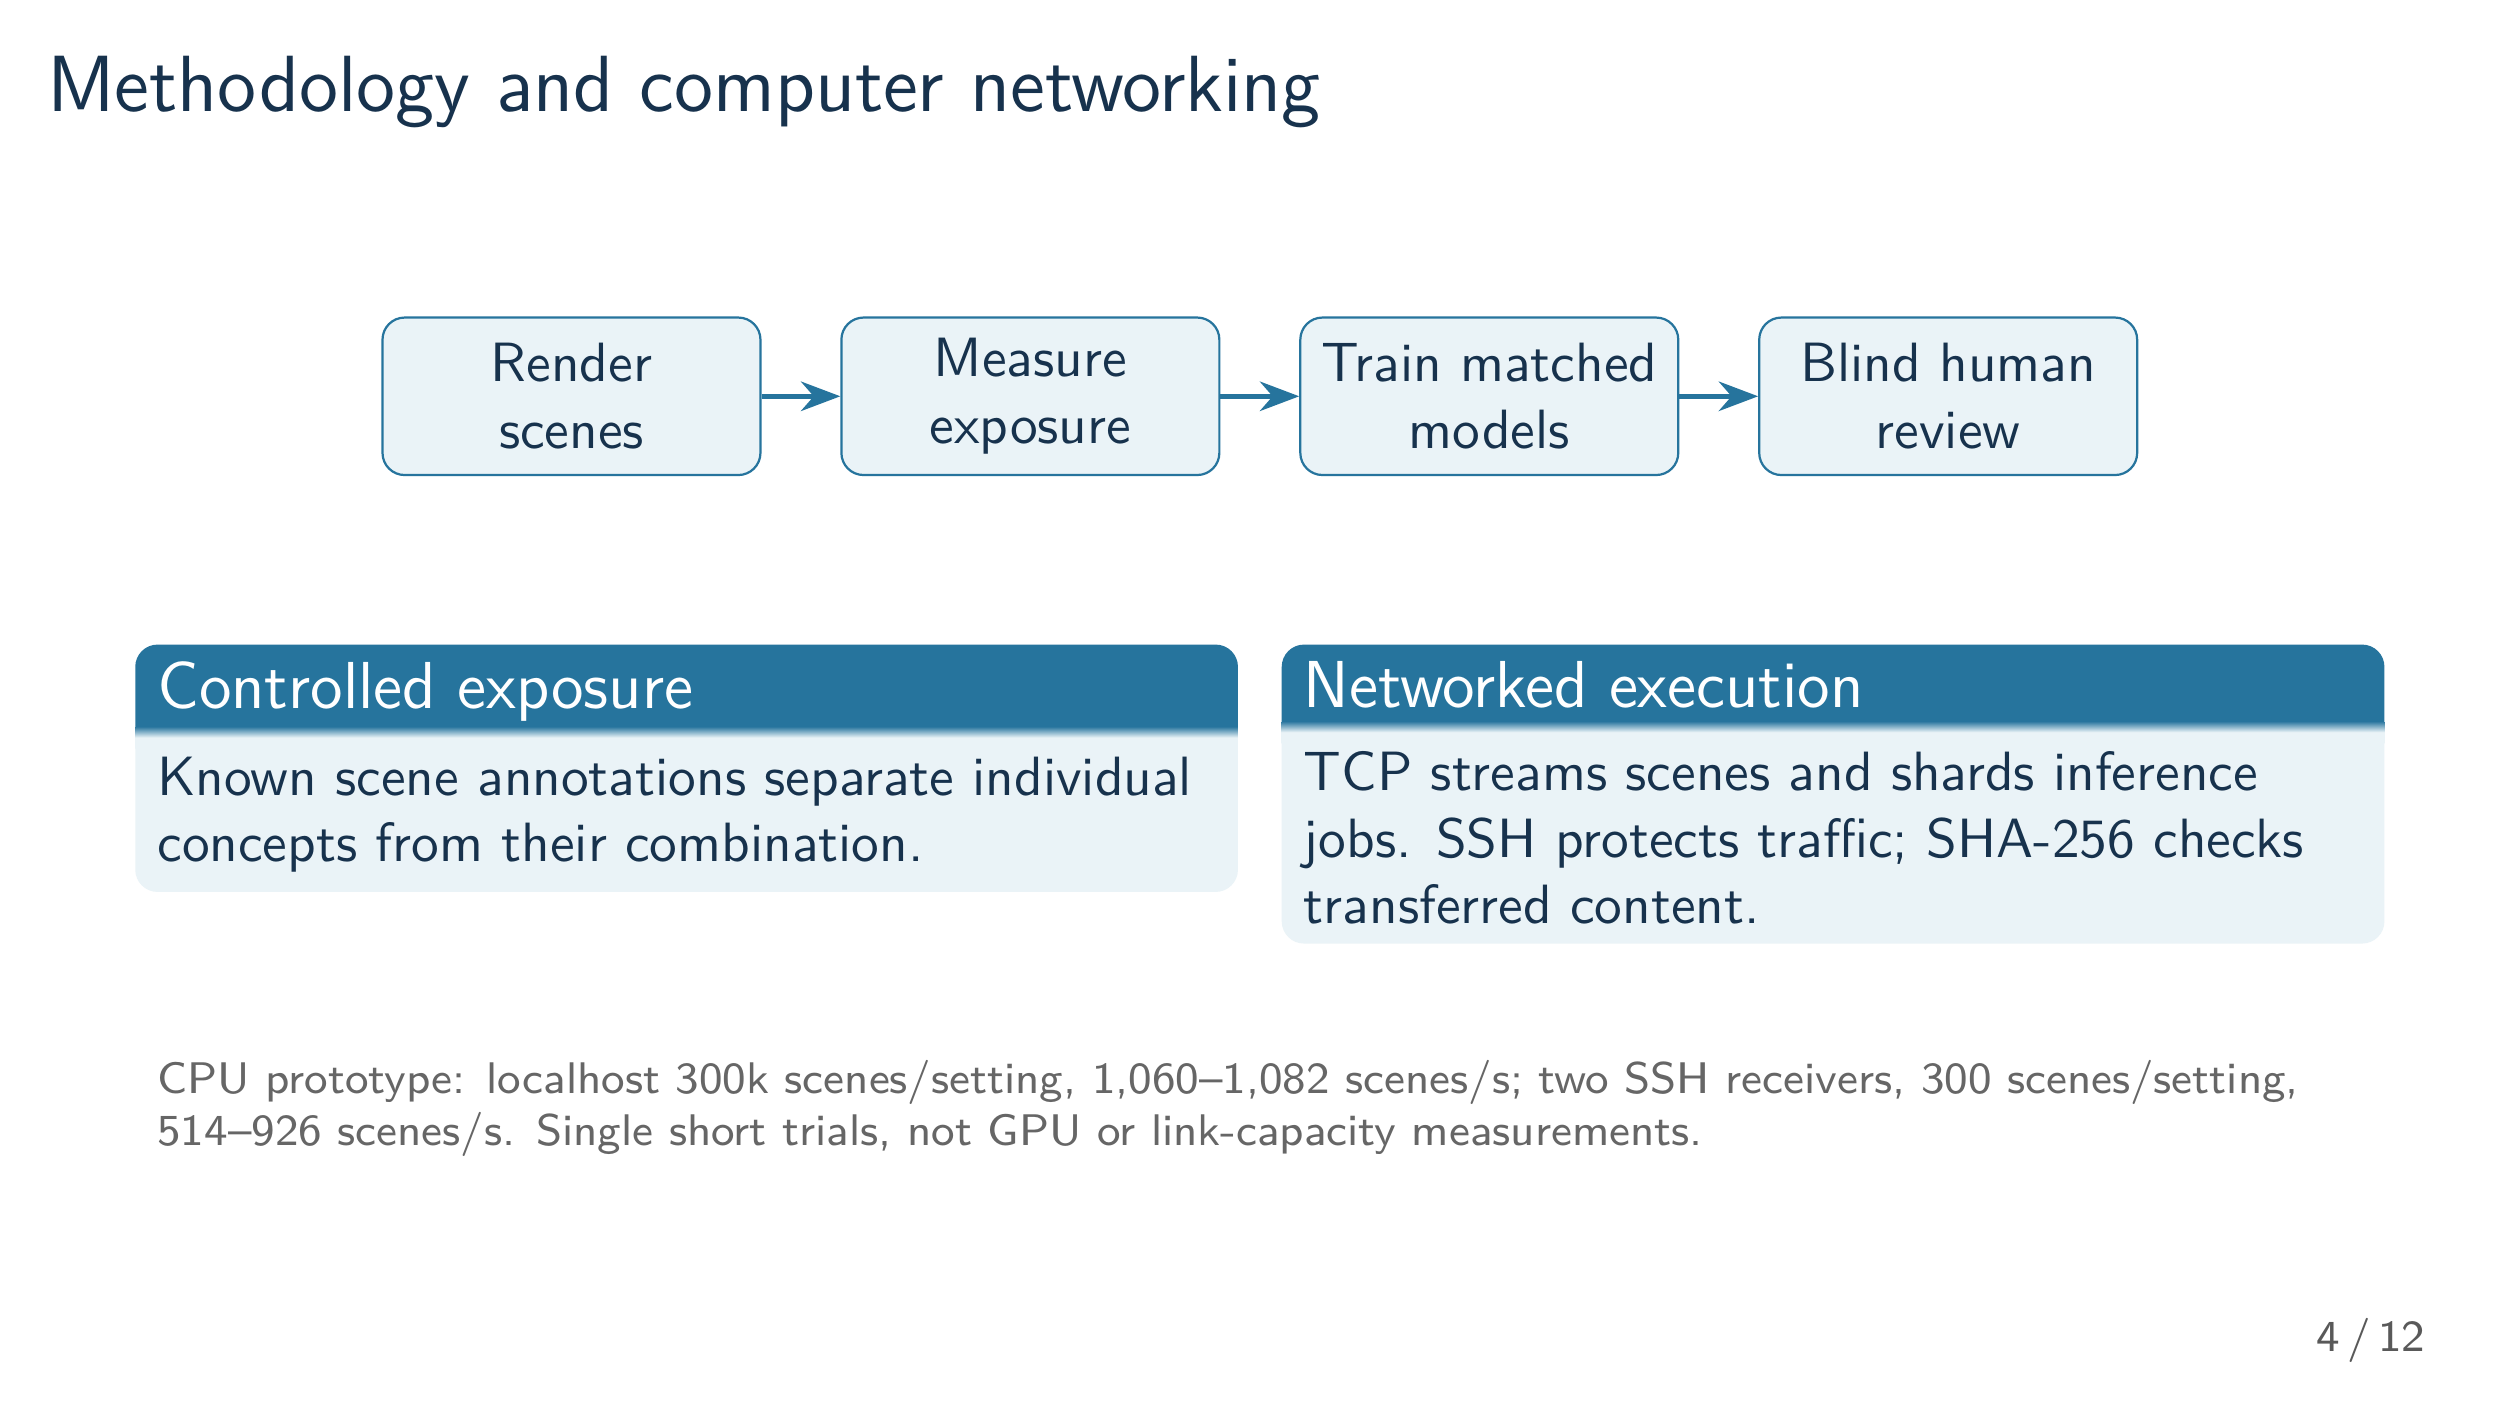 Methodology and computer networking
Render
scenes
Measure
exposure
Train matched
models
Blind human
review
Controlled exposure
Known scene annotations separate individual
concepts from their combination.
Networked execution
TCP streams scenes and shards inference
jobs. SSH protects traffic; SHA-256 checks
transferred content.
CPU prototype: localhost 300k scenes/setting, 1,060–1,082 scenes/s; two SSH receivers, 300 scenes/setting,
514–926 scenes/s. Single short trials, not GPU or link-capacity measurements.
4 / 12